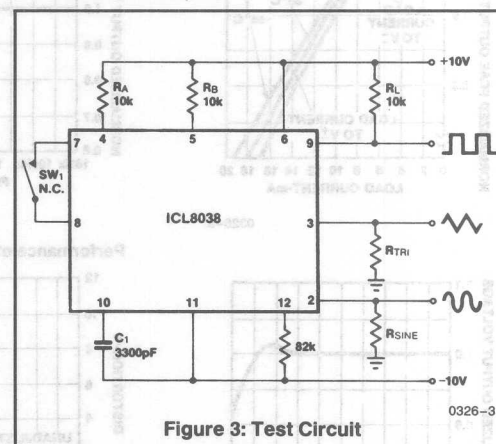 +10V
RA
10k
RB
10k
RL
10k
4
5
6
7
9
SW1
N.C.
ICL8038
8
3
RTRI
10
11
12
2
C1
3300pF
82k
RSINE
-10V
0326-3
Figure 3: Test Circuit